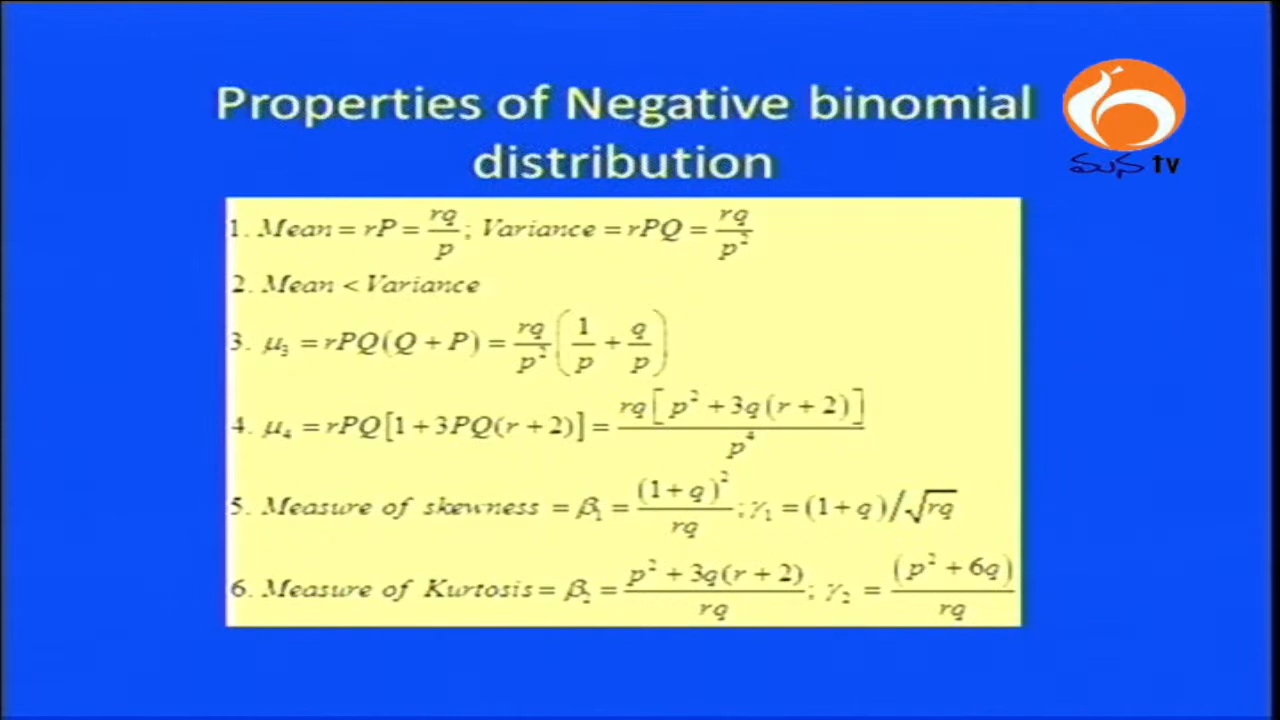 Properties of Negative binomial
distribution
మన tv
1. Mean = rP = rq/p ; Variance = rPQ = rq/p²
2. Mean < Variance
3. μ₃ = rPQ(Q + P) = rq/p² (1/p + q/p)
4. μ₄ = rPQ[1 + 3PQ(r + 2)] = rq[p² + 3q(r + 2)]/p⁴
5. Measure of skewness = β₁ = (1 + q)²/rq ; γ₁ = (1 + q)/√rq
6. Measure of Kurtosis = β₂ = p² + 3q(r + 2)/rq ; γ₂ = (p² + 6q)/rq